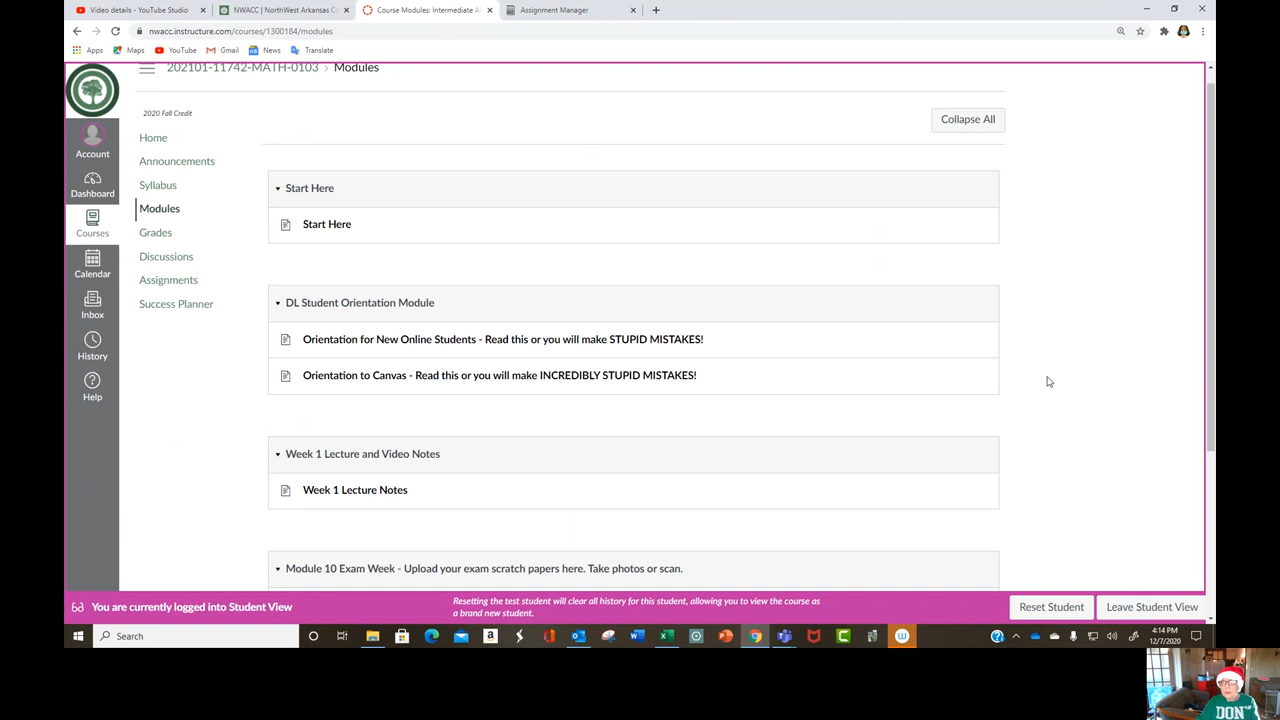 Video details - YouTube Studio
NWACC | NorthWest Arkansas C
Course Modules: Intermediate Al
Assignment Manager
nwacc.instructure.com/courses/1300184/modules
Apps
Maps
YouTube
Gmail
News
Translate
202101-11742-MATH-0103 › Modules
2020 Fall Credit
Collapse All
Account
Dashboard
Courses
Calendar
Inbox
History
Help
Home
Announcements
Syllabus
Modules
Grades
Discussions
Assignments
Success Planner
Start Here
Start Here
DL Student Orientation Module
Orientation for New Online Students - Read this or you will make STUPID MISTAKES!
Orientation to Canvas - Read this or you will make INCREDIBLY STUPID MISTAKES!
Week 1 Lecture and Video Notes
Week 1 Lecture Notes
Module 10 Exam Week - Upload your exam scratch papers here. Take photos or scan.
You are currently logged into Student View
Resetting the test student will clear all history for this student, allowing you to view the course as
a brand new student.
Reset Student
Leave Student View
Search
4:14 PM
12/7/2020
DON'